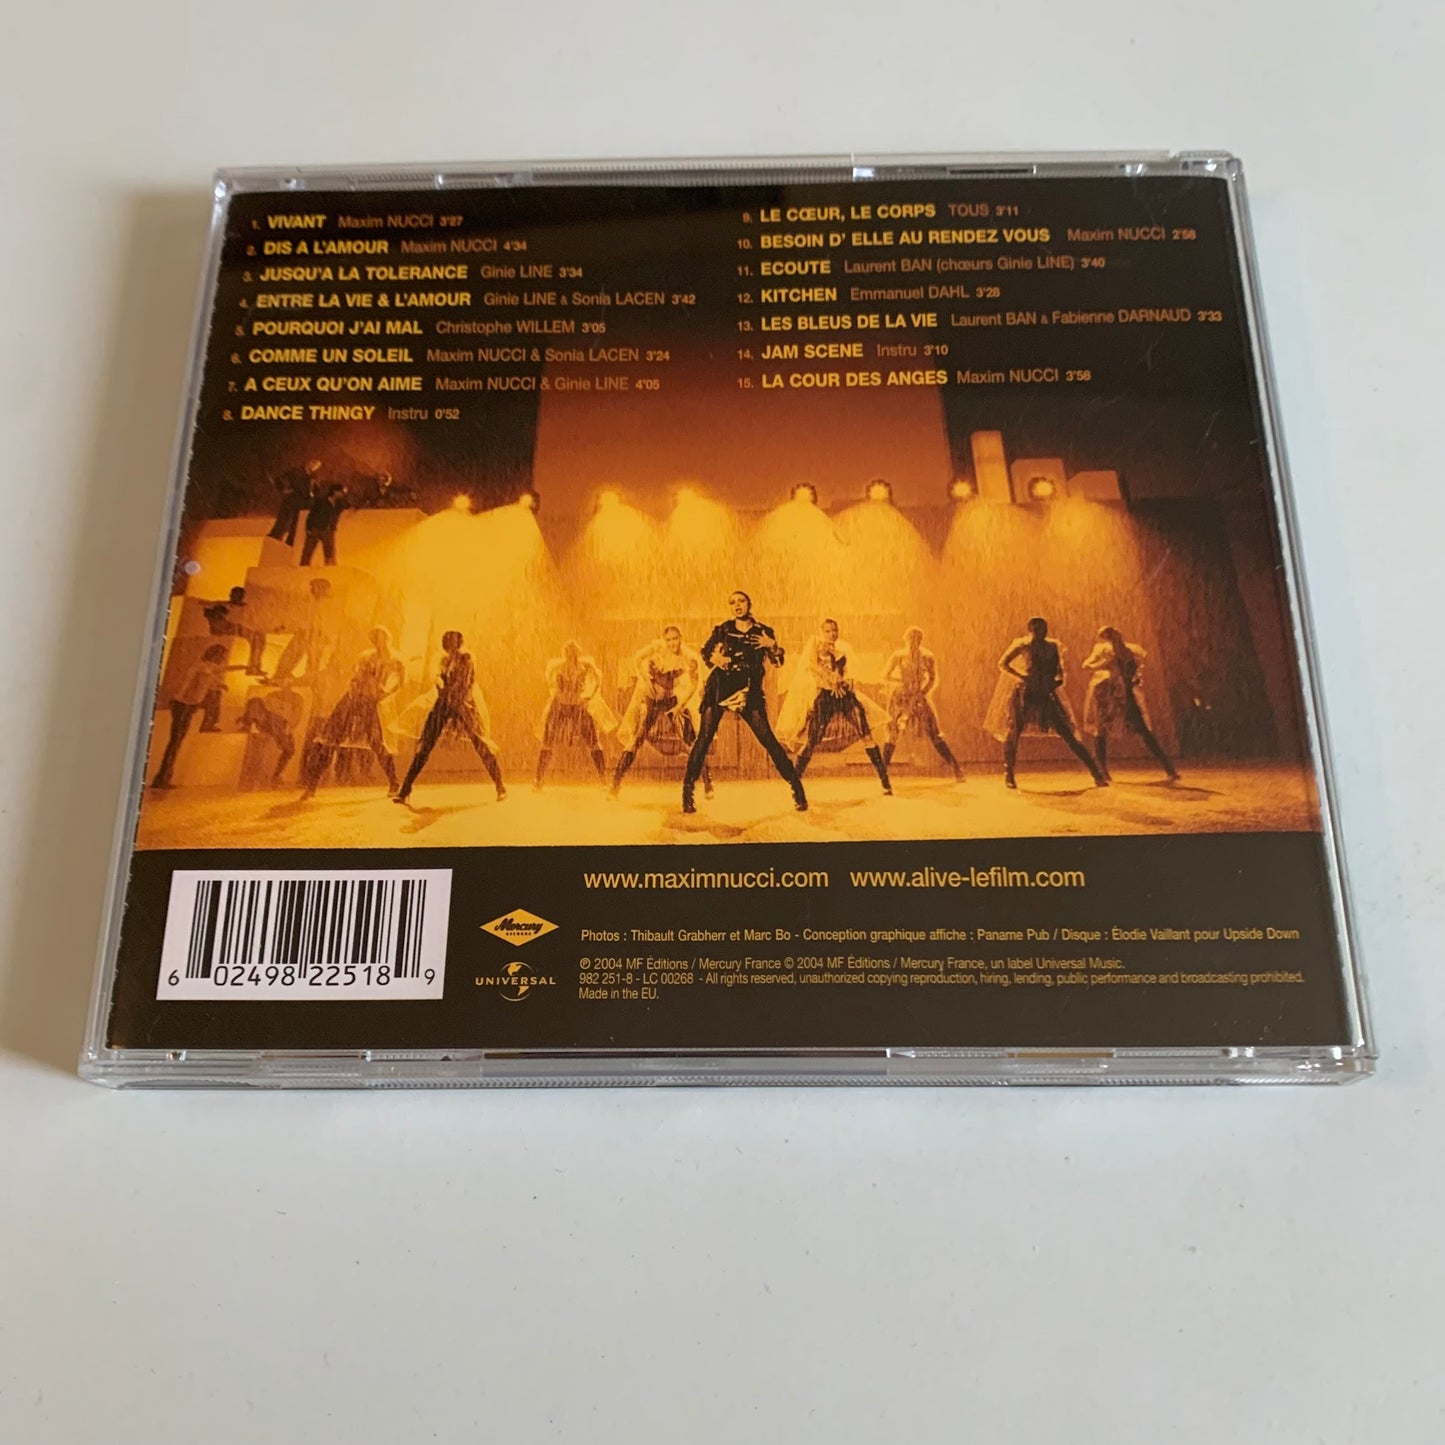 1. VIVANT Maxim NUCCI 3'27
2. DIS A L'AMOUR Maxim NUCCI 4'34
3. JUSQU'A LA TOLERANCE Ginie LINE 3'34
4. ENTRE LA VIE & L'AMOUR Ginie LINE & Sonia LACEN 3'42
5. POURQUOI J'AI MAL Christophe WILLEM 3'05
6. COMME UN SOLEIL Maxim NUCCI & Sonia LACEN 3'24
7. A CEUX QU'ON AIME Maxim NUCCI & Ginie LINE 4'05
8. DANCE THINGY Instru 0'52
9. LE CŒUR, LE CORPS TOUS 3'11
10. BESOIN D' ELLE AU RENDEZ VOUS Maxim NUCCI 2'58
11. ECOUTE Laurent BAN (chœurs Ginie LINE) 3'40
12. KITCHEN Emmanuel DAHL 3'28
13. LES BLEUS DE LA VIE Laurent BAN & Fabienne DARNAUD 3'33
14. JAM SCENE Instru 3'10
15. LA COUR DES ANGES Maxim NUCCI 3'58
www.maximnucci.com www.alive-lefilm.com
6 02498 22518 9
Mercury
RECORDS
UNIVERSAL
Photos : Thibault Grabherr et Marc Bo - Conception graphique affiche : Paname Pub / Disque : Élodie Vaillant pour Upside Down
℗ 2004 MF Éditions / Mercury France © 2004 MF Éditions / Mercury France, un label Universal Music.
982 251-8 - LC 00268 - All rights reserved, unauthorized copying reproduction, hiring, lending, public performance and broadcasting prohibited.
Made in the EU.